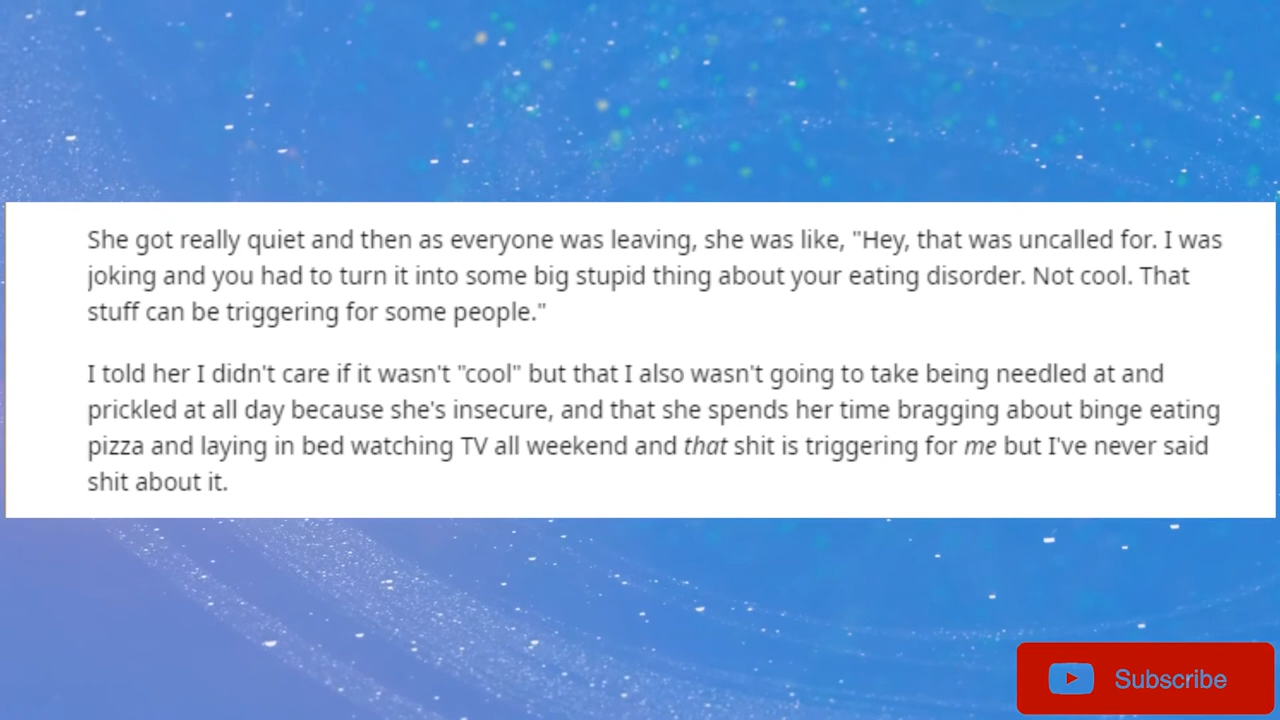 She got really quiet and then as everyone was leaving, she was like, "Hey, that was uncalled for. I was
joking and you had to turn it into some big stupid thing about your eating disorder. Not cool. That
stuff can be triggering for some people."
I told her I didn't care if it wasn't "cool" but that I also wasn't going to take being needled at and
prickled at all day because she's insecure, and that she spends her time bragging about binge eating
pizza and laying in bed watching TV all weekend and that shit is triggering for me but I've never said
shit about it.
Subscribe